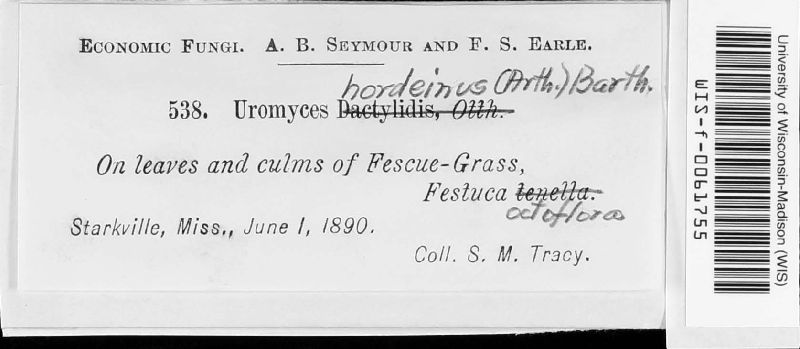 ECONOMIC FUNGI. A. B. SEYMOUR AND F. S. EARLE.
hordeinus (Arth.) Barth.
538. Uromyces Dactylidis, Otth.
On leaves and culms of Fescue-Grass,
Festuca tenella.
octoflora
Starkville, Miss., June 1, 1890.
Coll. S. M. Tracy.
University of Wisconsin-Madison (WIS)
WIS-f-0061755